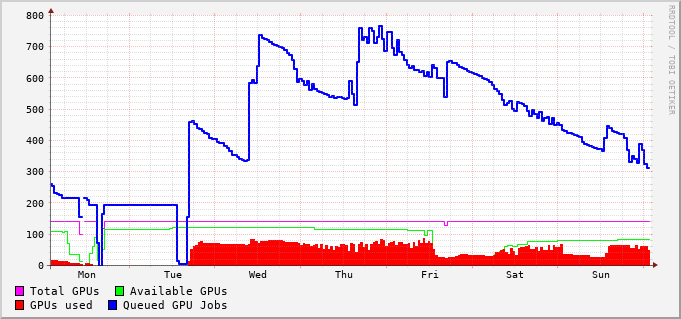 800
700
600
500
400
300
200
100
0
Mon Tue Wed Thu Fri Sat Sun
RRDTOOL / TOBI OETIKER
Total GPUs Available GPUs
GPUs used Queued GPU Jobs